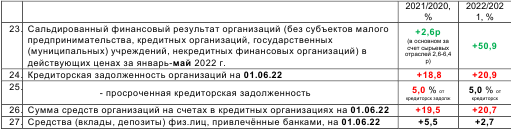 2021/2020, %
2022/202 1, %
23. Сальдированный финансовый результат организаций (без субъектов малого предпринимательства, кредитных организаций, государственных (муниципальных) учреждений, некредитных финансовых организаций) в действующих ценах за январь-май 2022 г.
+2,6р
(в основном за счет сырьевых отраслей 2,6-6,4 р)
+50,9
24. Кредиторская задолженность организаций на 01.06.22
+18,8
+20,9
25. - просроченная кредиторская задолженность
5,0 % от кредиторск задолж
5,0 % от кредиторск
26. Сумма средств организаций на счетах в кредитных организациях на 01.06.22
+19,5
+20,7
27. Средства (вклады, депозиты) физ.лиц, привлечённые банками, на 01.06.22
+5,5
+2,7